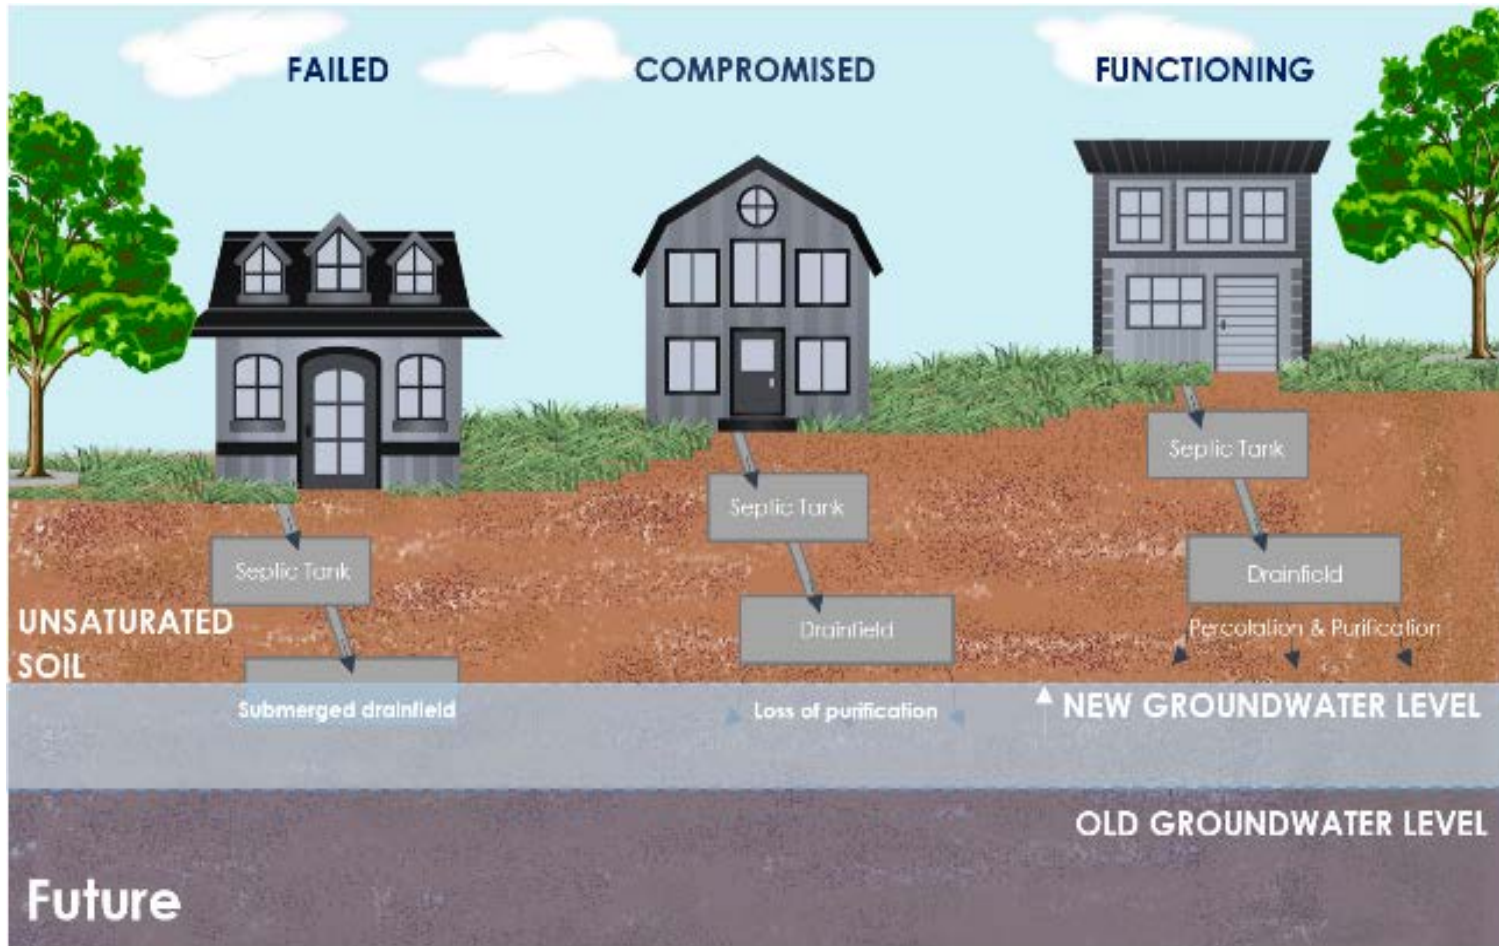 FAILED
COMPROMISED
FUNCTIONING
Septic Tank
Septic Tank
Septic Tank
Drainfield
Drainfield
Percolation & Purification
UNSATURATED
SOIL
Submerged drainfield
Loss of purification
NEW GROUNDWATER LEVEL
OLD GROUNDWATER LEVEL
Future